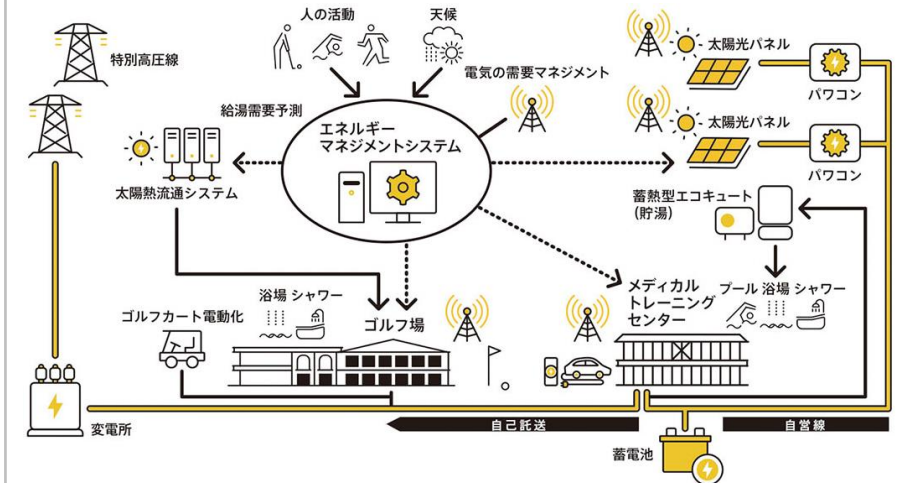 人の活動
天候
特別高圧線
電気の需要マネジメント
給湯需要予測
エネルギー
マネジメントシステム
太陽光パネル
パワコン
太陽光パネル
パワコン
太陽熱流通システム
蓄熱型エコキュート
(貯湯)
浴場 シャワー
ゴルフカート電動化
ゴルフ場
メディカル
トレーニング
センター
プール 浴場 シャワー
変電所
自己託送
自営線
蓄電池